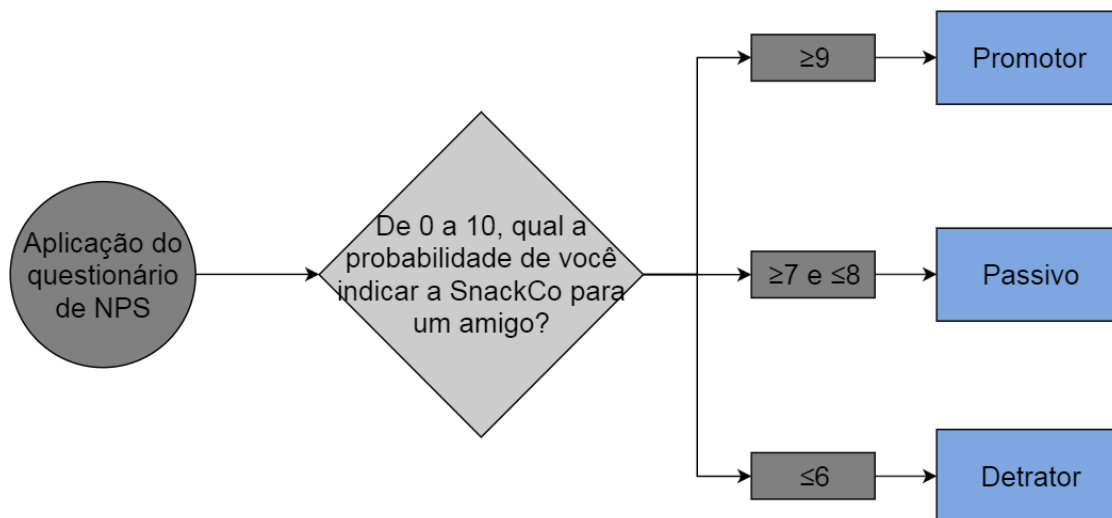 Aplicação do
questionário
de NPS
De 0 a 10, qual a
probabilidade de você
indicar a SnackCo para
um amigo?
≥9
Promotor
≥7 e ≤8
Passivo
≤6
Detrator